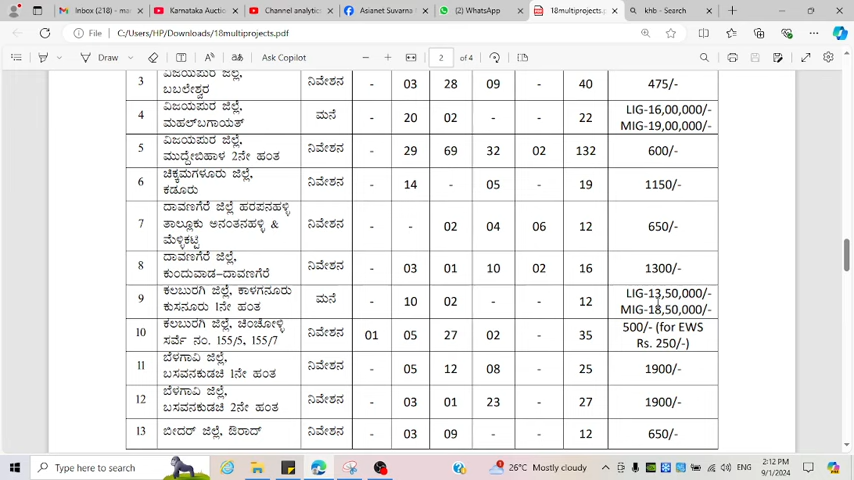 Inbox (218) - ma
Karnataka Auction
Channel analytic
Asianet Suvarna
(2) WhatsApp
18multiprojects.pdf
khb - Search
File
C:/Users/HP/Downloads/18multiprojects.pdf
Draw
Ask Copilot
2 of 4
3 ವಿಜಯಪುರ ಜಿಲ್ಲೆ, ನಿವೇಶನ - 03 28 09 - 40 475/-
ಬಬಲೇಶ್ವರ
4 ವಿಜಯಪುರ ಜಿಲ್ಲೆ, ಮನೆ - 20 02 - - 22 LIG-16,00,000/-
ಮಹಲ್‌ಬಗಾಯತ್ MIG-19,00,000/-
5 ವಿಜಯಪುರ ಜಿಲ್ಲೆ, ನಿವೇಶನ - 29 69 32 02 132 600/-
ಮುದ್ದೇಬಿಹಾಳ 2ನೇ ಹಂತ
6 ಚಿಕ್ಕಮಗಳೂರು ಜಿಲ್ಲೆ, ನಿವೇಶನ - 14 - 05 - 19 1150/-
ಕಡೂರು
7 ದಾವಣಗೆರೆ ಜಿಲ್ಲೆ ಹರಪನಹಳ್ಳಿ ನಿವೇಶನ - - 02 04 06 12 650/-
ತಾಲ್ಲೂಕು ಅನಂತನಹಳ್ಳಿ &
ಮೆಳ್ಳಿಕಟ್ಟಿ
8 ದಾವಣಗೆರೆ ಜಿಲ್ಲೆ, ನಿವೇಶನ - 03 01 10 02 16 1300/-
ಕುಂದುವಾಡ-ದಾವಣಗೆರೆ
9 ಕಲಬುರಗಿ ಜಿಲ್ಲೆ, ಕಾಳಗನೂರು ಮನೆ - 10 02 - - 12 LIG-13,50,000/-
ಕುಸನೂರು 1ನೇ ಹಂತ MIG-18,50,000/-
10 ಕಲಬುರಗಿ ಜಿಲ್ಲೆ, ಚಿಂಚೋಳ್ಳಿ ನಿವೇಶನ 01 05 27 02 - 35 500/- (for EWS
ಸರ್ವೆ ನಂ. 155/5, 155/7 Rs. 250/-)
11 ಬೆಳಗಾವಿ ಜಿಲ್ಲೆ, ನಿವೇಶನ - 05 12 08 - 25 1900/-
ಬಸವನಕುಡಚಿ 1ನೇ ಹಂತ
12 ಬೆಳಗಾವಿ ಜಿಲ್ಲೆ, ನಿವೇಶನ - 03 01 23 - 27 1900/-
ಬಸವನಕುಡಚಿ 2ನೇ ಹಂತ
13 ಬೀದರ್ ಜಿಲ್ಲೆ, ಔರಾದ್ ನಿವೇಶನ - 03 09 - - 12 650/-
Type here to search
26°C Mostly cloudy
ENG
2:12 PM
9/1/2024